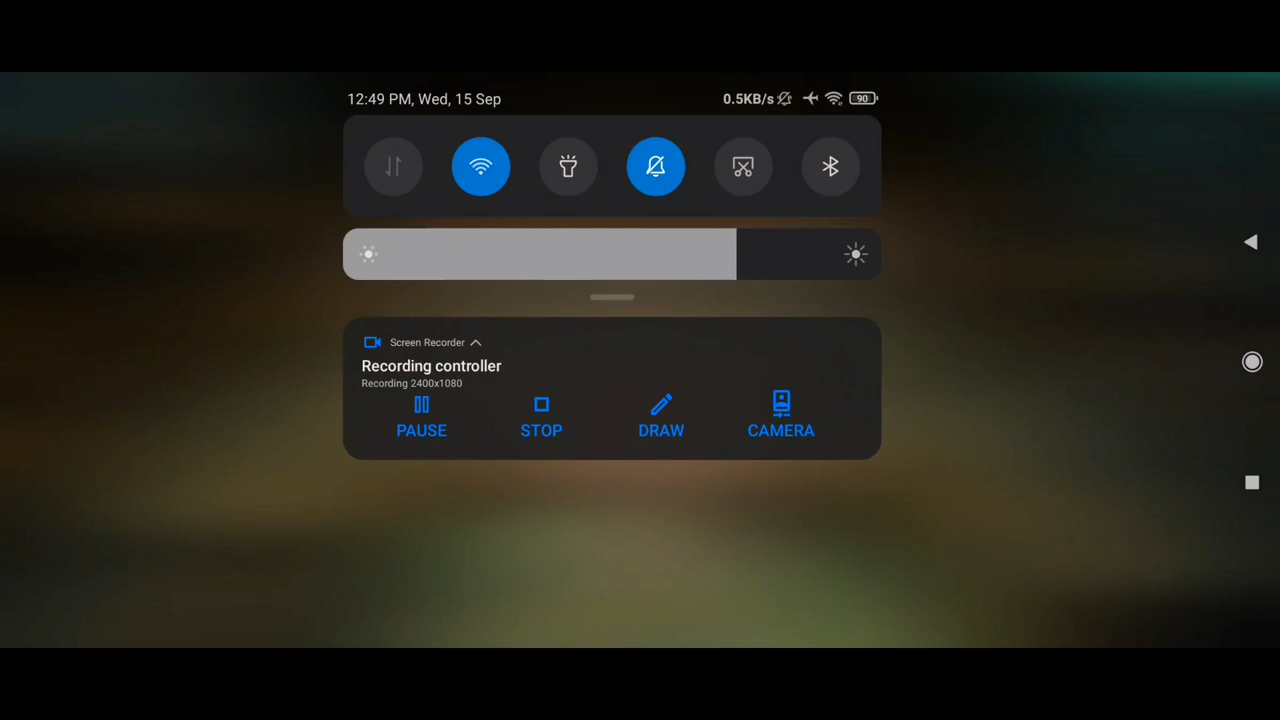 12:49 PM, Wed, 15 Sep 0.5KB/s 90
Screen Recorder
Recording controller
Recording 2400x1080
PAUSE STOP DRAW CAMERA